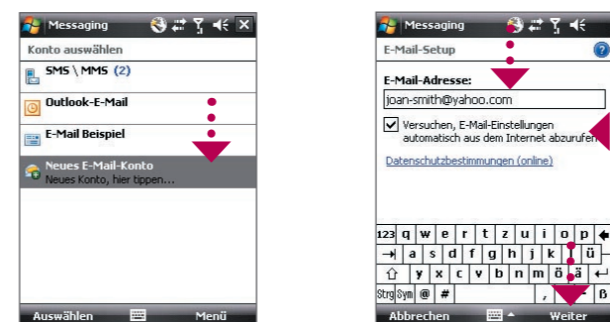 Messaging
Konto auswählen
SMS \ MMS (2)
Outlook-E-Mail
E-Mail Beispiel
Neues E-Mail-Konto
Neues Konto, hier tippen...
Auswählen Menü
Messaging
E-Mail-Setup
E-Mail-Adresse:
joan-smith@yahoo.com
Versuchen, E-Mail-Einstellungen
automatisch aus dem Internet abzurufen
Datenschutzbestimmungen (online)
123 q w e r t z u i o p
a s d f g h j k ü
y x c v b n m ö ä
Strg Sym @ # , - ß
Abbrechen Weiter